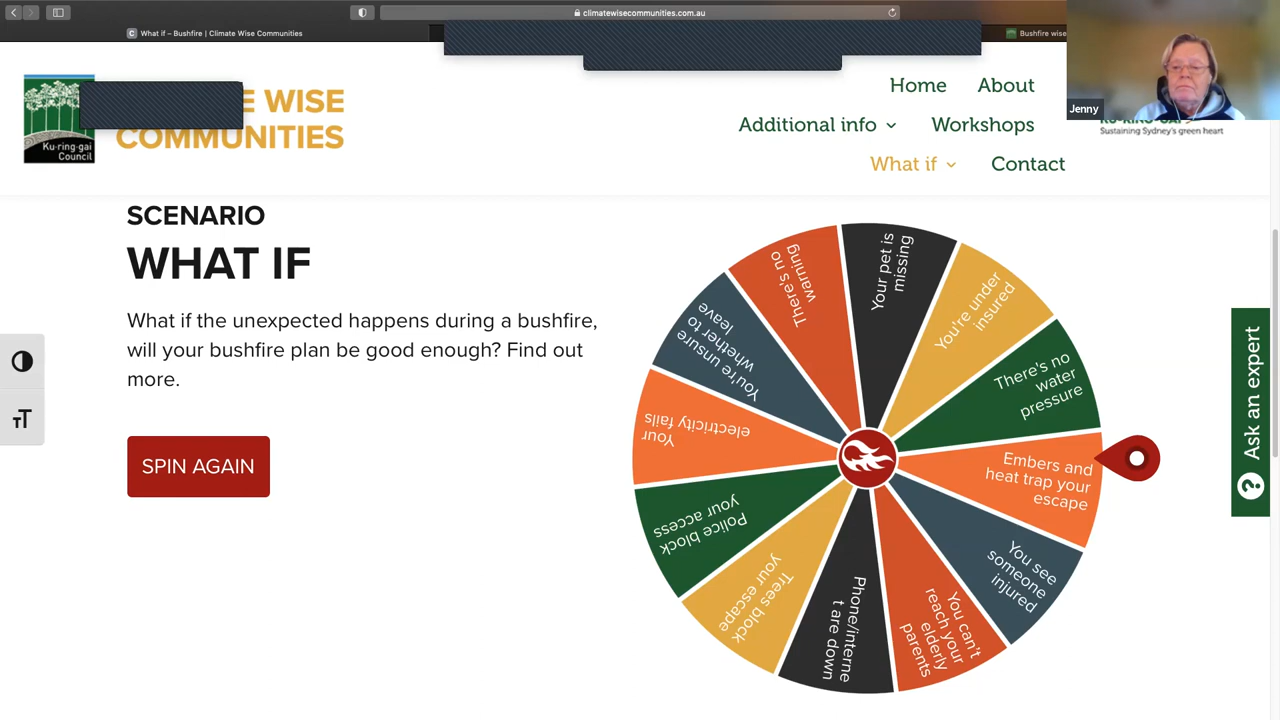 climatewisecommunities.com.au
C What if – Bushfire | Climate Wise Communities
Bushfire wise
Jenny
Ku-ring-gai
Council
E WISE
COMMUNITIES
Home
About
Additional info
Workshops
What if
Contact
Sustaining Sydney's green heart
SCENARIO
WHAT IF
What if the unexpected happens during a bushfire,
will your bushfire plan be good enough? Find out
more.
SPIN AGAIN
Your pet is
missing
You're under
insured
There's no
water
pressure
Embers and
heat trap your
escape
You see
someone
injured
You can't
reach your
elderly
parents
Phone/interne
t are down
Trees block
your escape
Police block
your access
Your
electricity fails
You're unsure
whether to
leave
There's no
warning
Ask an expert
?
TT